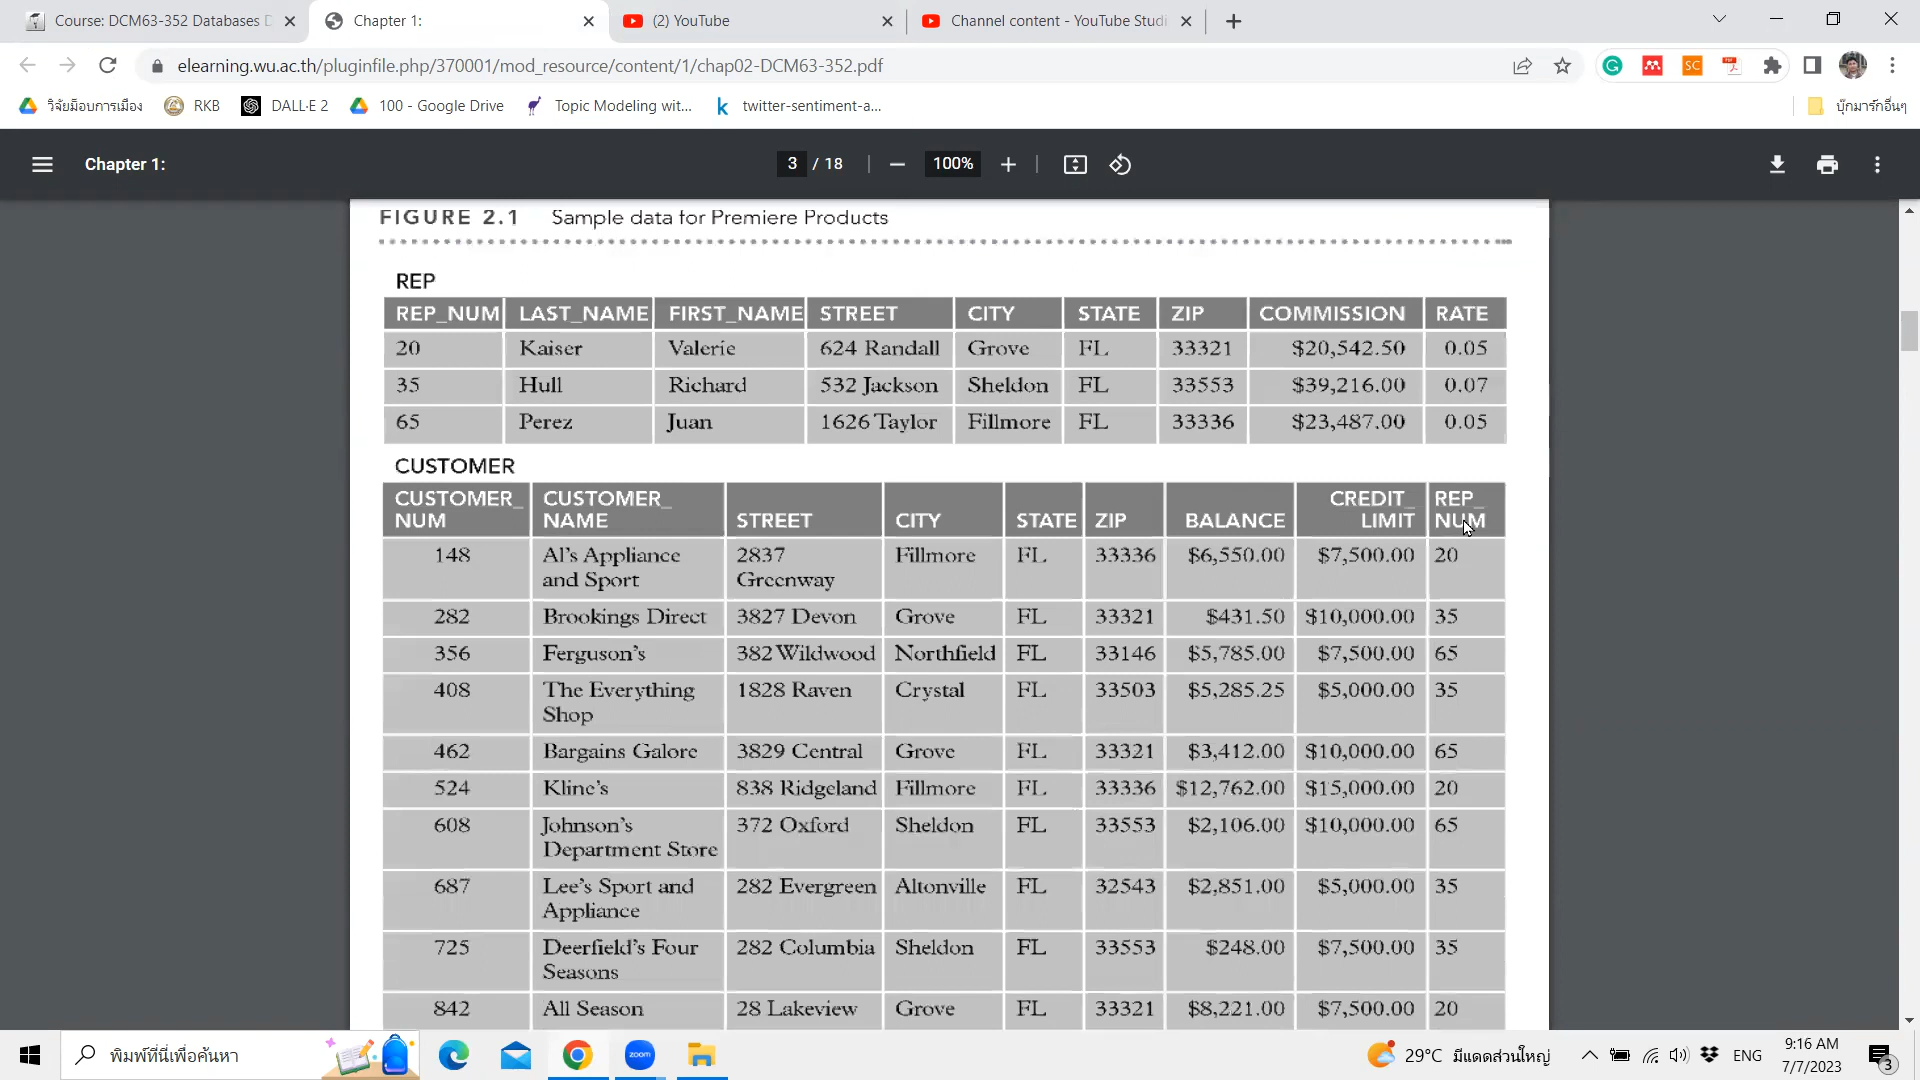 Course: DCM63-352 Databases D
Chapter 1:
(2) YouTube
Channel content - YouTube Studi
elearning.wu.ac.th/pluginfile.php/370001/mod_resource/content/1/chap02-DCM63-352.pdf
วิจัยม็อบการเมือง RKB DALL·E 2 100 - Google Drive Topic Modeling wit... twitter-sentiment-a... บุ๊กมาร์กอื่นๆ
Chapter 1: 3 / 18 100%
FIGURE 2.1 Sample data for Premiere Products
REP
REP_NUM LAST_NAME FIRST_NAME STREET CITY STATE ZIP COMMISSION RATE
20 Kaiser Valerie 624 Randall Grove FL 33321 $20,542.50 0.05
35 Hull Richard 532 Jackson Sheldon FL 33553 $39,216.00 0.07
65 Perez Juan 1626 Taylor Fillmore FL 33336 $23,487.00 0.05
CUSTOMER
CUSTOMER_ CUSTOMER_ CREDIT_ REP_
NUM NAME STREET CITY STATE ZIP BALANCE LIMIT NUM
148 Al's Appliance 2837 Fillmore FL 33336 $6,550.00 $7,500.00 20
and Sport Greenway
282 Brookings Direct 3827 Devon Grove FL 33321 $431.50 $10,000.00 35
356 Ferguson's 382 Wildwood Northfield FL 33146 $5,785.00 $7,500.00 65
408 The Everything 1828 Raven Crystal FL 33503 $5,285.25 $5,000.00 35
Shop
462 Bargains Galore 3829 Central Grove FL 33321 $3,412.00 $10,000.00 65
524 Kline's 838 Ridgeland Fillmore FL 33336 $12,762.00 $15,000.00 20
608 Johnson's 372 Oxford Sheldon FL 33553 $2,106.00 $10,000.00 65
Department Store
687 Lee's Sport and 282 Evergreen Altonville FL 32543 $2,851.00 $5,000.00 35
Appliance
725 Deerfield's Four 282 Columbia Sheldon FL 33553 $248.00 $7,500.00 35
Seasons
842 All Season 28 Lakeview Grove FL 33321 $8,221.00 $7,500.00 20
พิมพ์ที่นี่เพื่อค้นหา
zoom
29°C มีแดดส่วนใหญ่
ENG
9:16 AM
7/7/2023
3